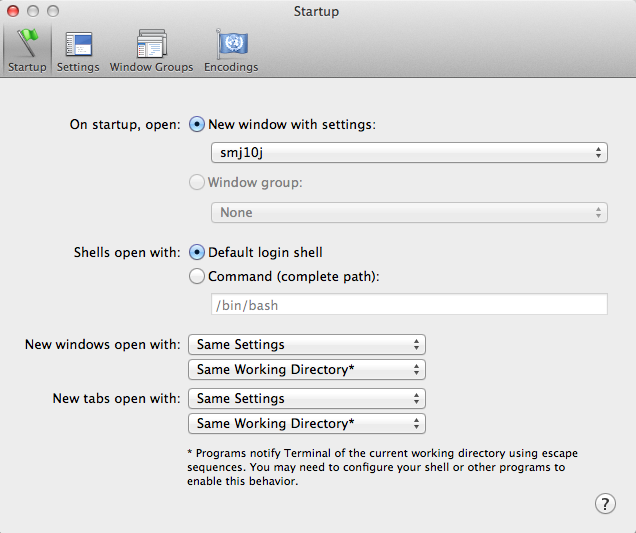 Startup
Startup Settings Window Groups Encodings
On startup, open: New window with settings:
smj10j
Window group:
None
Shells open with: Default login shell
Command (complete path):
/bin/bash
New windows open with: Same Settings
Same Working Directory*
New tabs open with: Same Settings
Same Working Directory*
* Programs notify Terminal of the current working directory using escape
sequences. You may need to configure your shell or other programs to
enable this behavior.
?